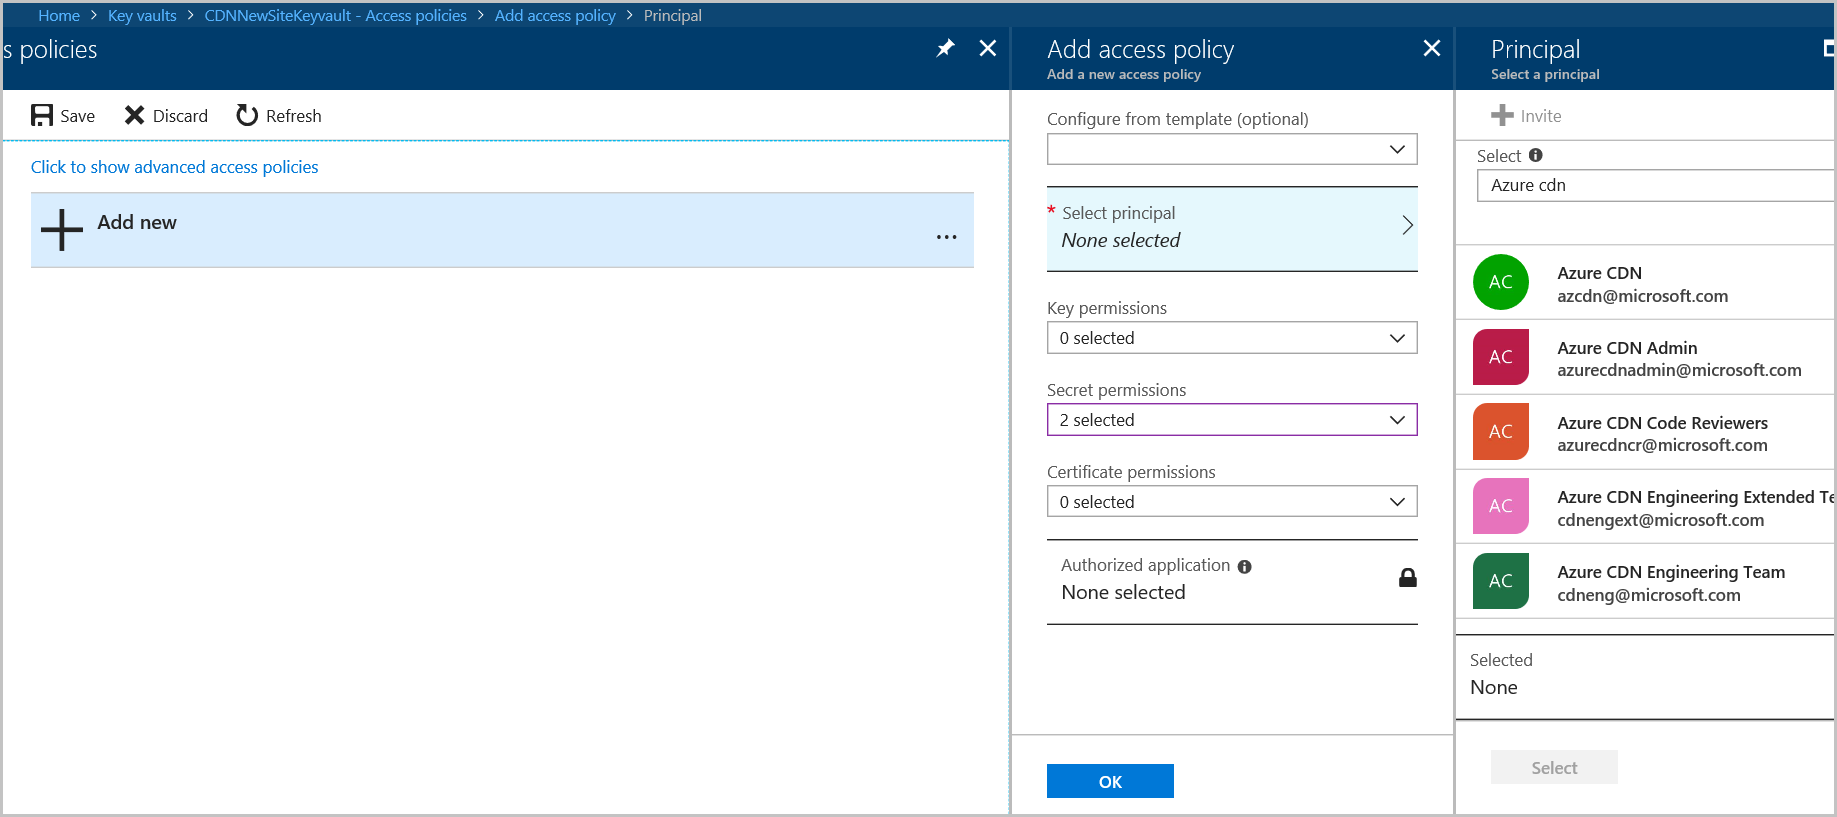 Home > Key vaults > CDNNewSiteKeyvault - Access policies > Add access policy > Principal
s policies
Save Discard Refresh
Click to show advanced access policies
Add new
...
Add access policy
Add a new access policy
Configure from template (optional)
* Select principal
None selected
Key permissions
0 selected
Secret permissions
2 selected
Certificate permissions
0 selected
Authorized application
None selected
OK
Principal
Select a principal
Invite
Select
Azure cdn
AC
Azure CDN
azcdn@microsoft.com
AC
Azure CDN Admin
azurecdnadmin@microsoft.com
AC
Azure CDN Code Reviewers
azurecdncr@microsoft.com
AC
Azure CDN Engineering Extended Te
cdnengext@microsoft.com
AC
Azure CDN Engineering Team
cdneng@microsoft.com
Selected
None
Select